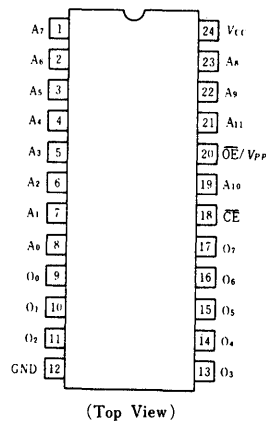 A7 1 24 VCC
A6 2 23 A8
A5 3 22 A9
A4 4 21 A11
A3 5 20 O̅E̅/VPP
A2 6 19 A10
A1 7 18 C̅E̅
A0 8 17 O7
O0 9 16 O6
O1 10 15 O5
O2 11 14 O4
GND 12 13 O3
(Top View)